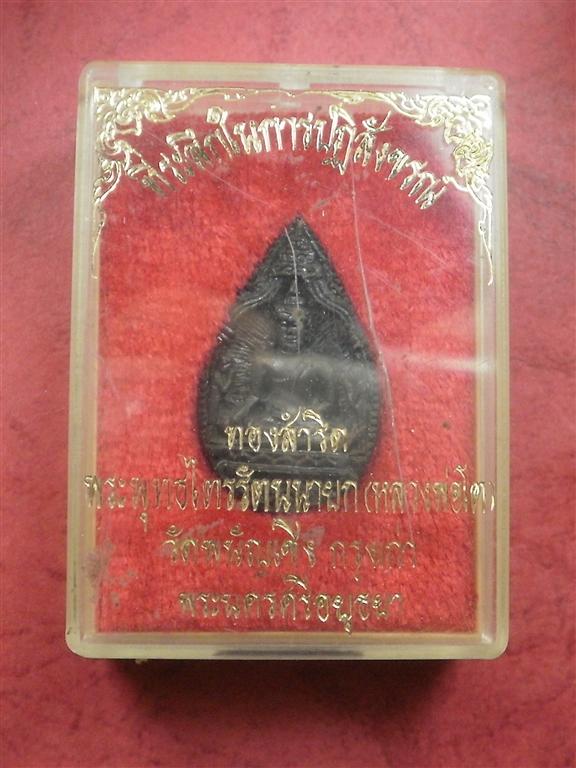 ที่ระลึกในการปฏิสังขรณ์
ทองสำริด
พระพุทธไตรรัตนนายก (หลวงพ่อโต)
วัดพนัญเชิง กรุงเก่า
พระนครศรีอยุธยา